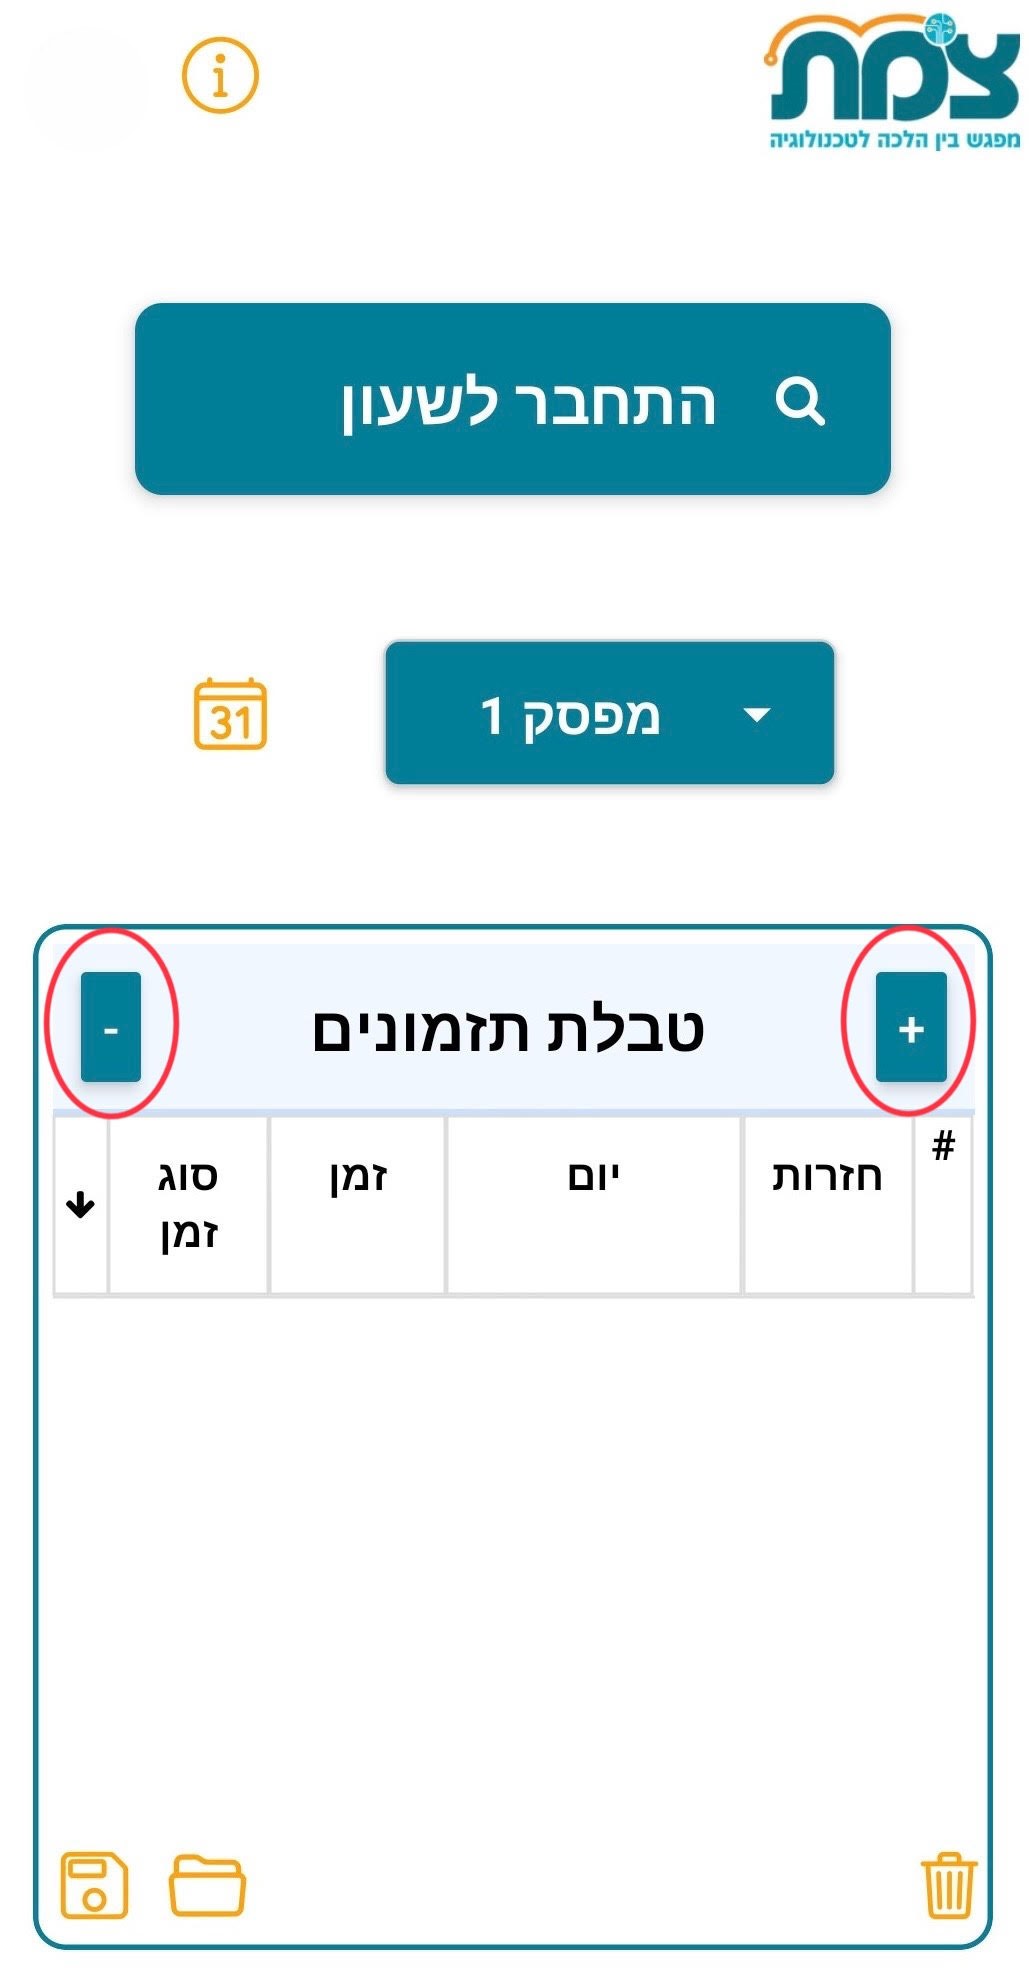 צמת
מפגש בין הלכה לטכנולוגיה
התחבר לשעון
מפסק 1
31
+ טבלת תזמונים -
# חזרות יום זמן סוג זמן